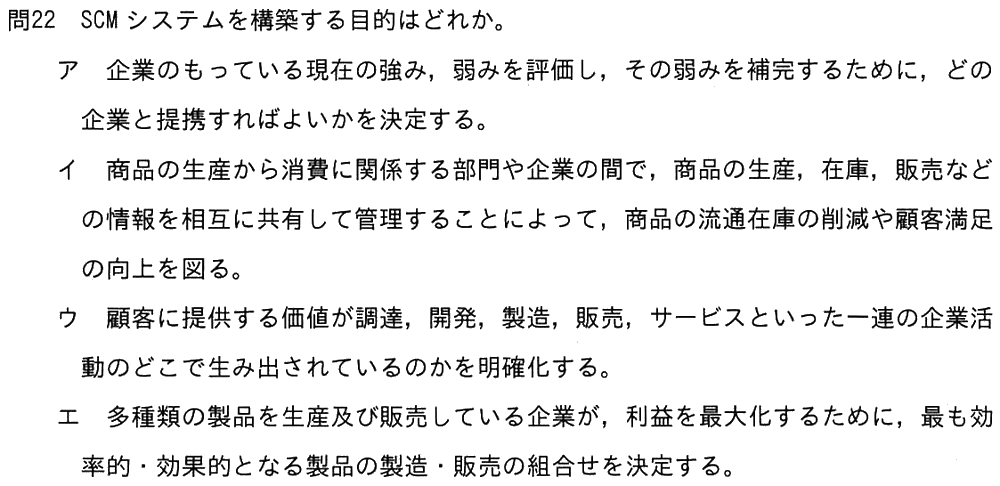 問22 SCMシステムを構築する目的はどれか。
ア 企業のもっている現在の強み，弱みを評価し，その弱みを補完するために，どの
企業と提携すればよいかを決定する。
イ 商品の生産から消費に関係する部門や企業の間で，商品の生産，在庫，販売など
の情報を相互に共有して管理することによって，商品の流通在庫の削減や顧客満足
の向上を図る。
ウ 顧客に提供する価値が調達，開発，製造，販売，サービスといった一連の企業活
動のどこで生み出されているのかを明確化する。
エ 多種類の製品を生産及び販売している企業が，利益を最大化するために，最も効
率的・効果的となる製品の製造・販売の組合せを決定する。